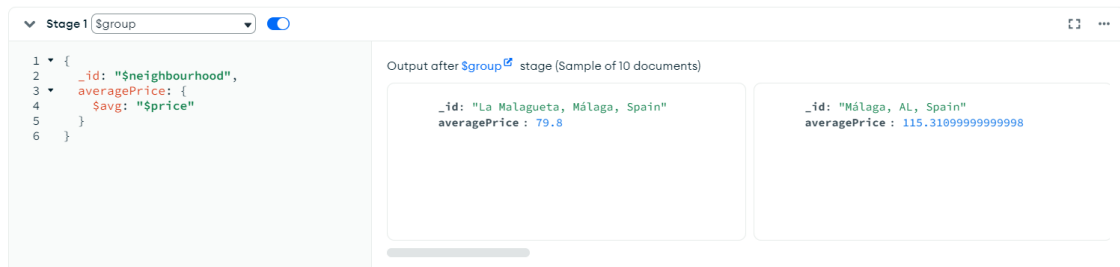 Stage 1 $group
1 {
2 _id: "$neighbourhood",
3 averagePrice: {
4 $avg: "$price"
5 }
6 }
Output after $group stage (Sample of 10 documents)
_id: "La Malagueta, Málaga, Spain"
averagePrice : 79.8
_id: "Málaga, AL, Spain"
averagePrice : 115.31099999999998